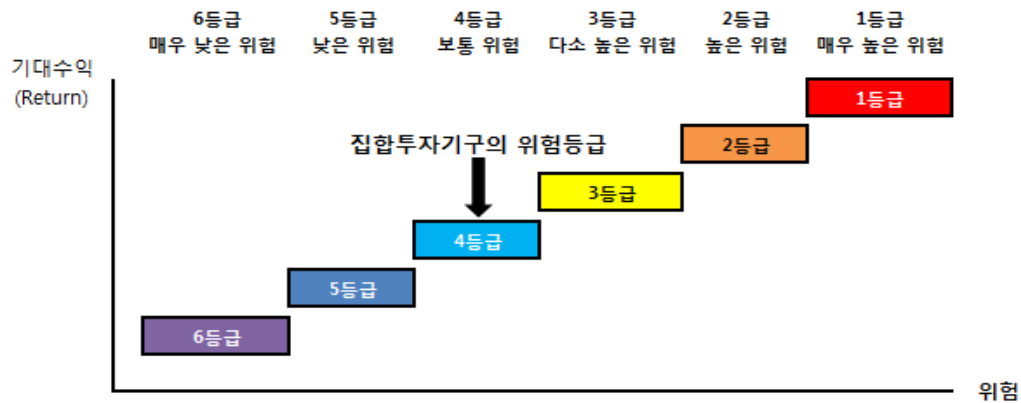 6등급 5등급 4등급 3등급 2등급 1등급
매우 낮은 위험 낮은 위험 보통 위험 다소 높은 위험 높은 위험 매우 높은 위험
기대수익
(Return)
1등급
집합투자기구의 위험등급
2등급
3등급
4등급
5등급
6등급
위험